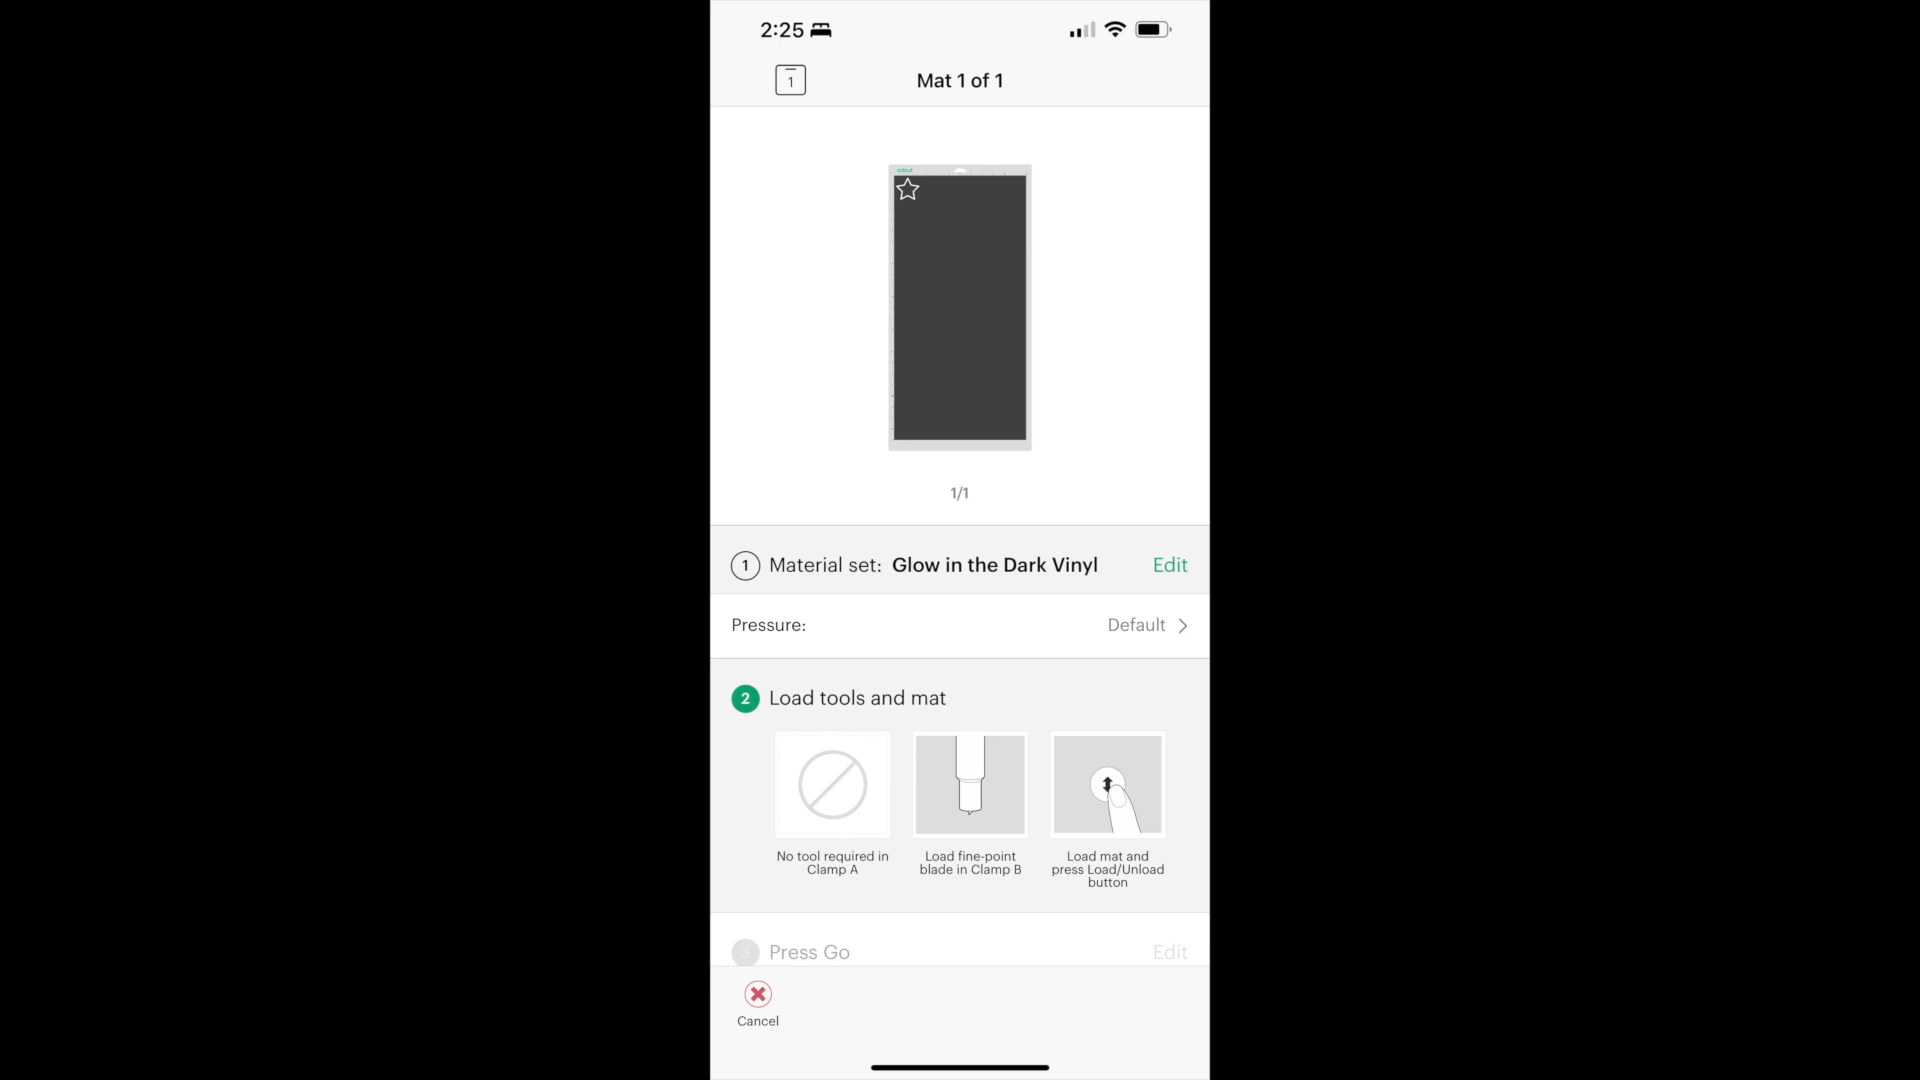 2:25
1
Mat 1 of 1
cricut
1/1
1 Material set: Glow in the Dark Vinyl Edit
Pressure: Default
2 Load tools and mat
No tool required in
Clamp A
Load fine-point
blade in Clamp B
Load mat and
press Load/Unload
button
3 Press Go Edit
Cancel